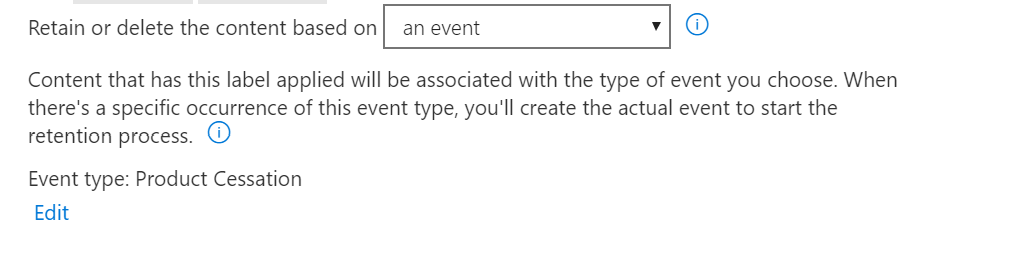 Retain or delete the content based on an event
Content that has this label applied will be associated with the type of event you choose. When
there's a specific occurrence of this event type, you'll create the actual event to start the
retention process.
Event type: Product Cessation
Edit